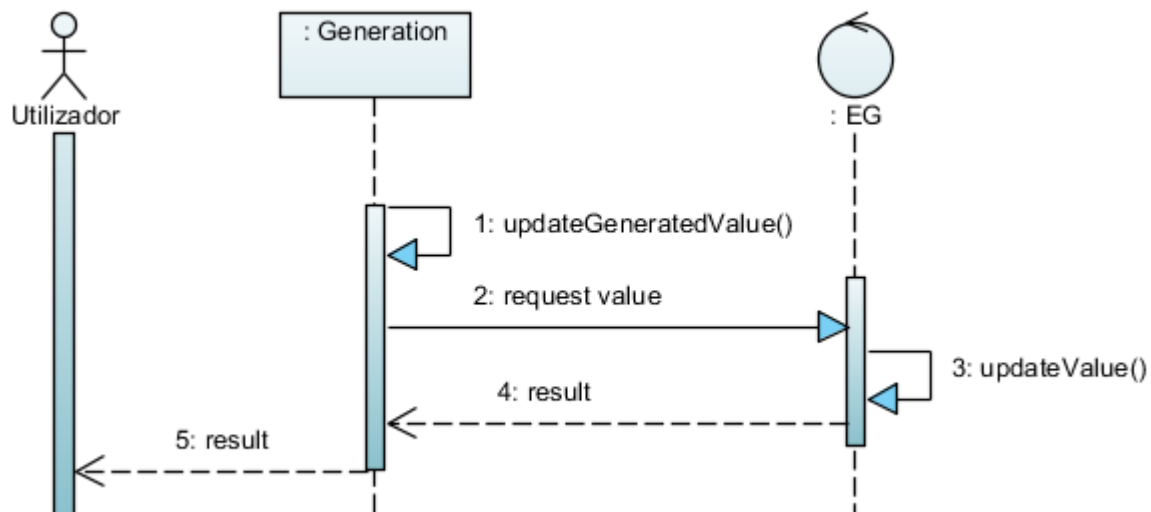 : Generation
Utilizador
: EG
1: updateGeneratedValue()
2: request value
3: updateValue()
4: result
5: result